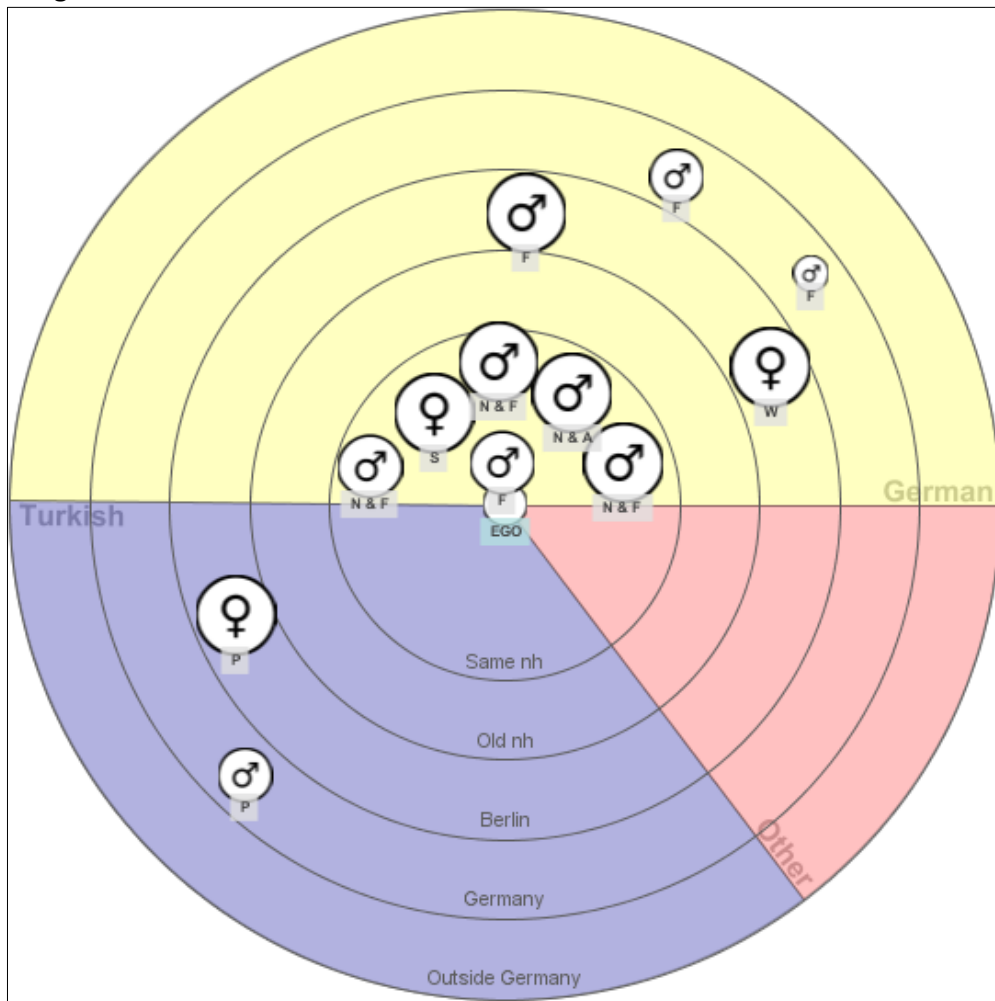 F
F
F
F
N & F
W
N & A
S
German
N & F
F
N & F
Turkish
EGO
P
Same nh
Old nh
P
Berlin
Other
Germany
Outside Germany